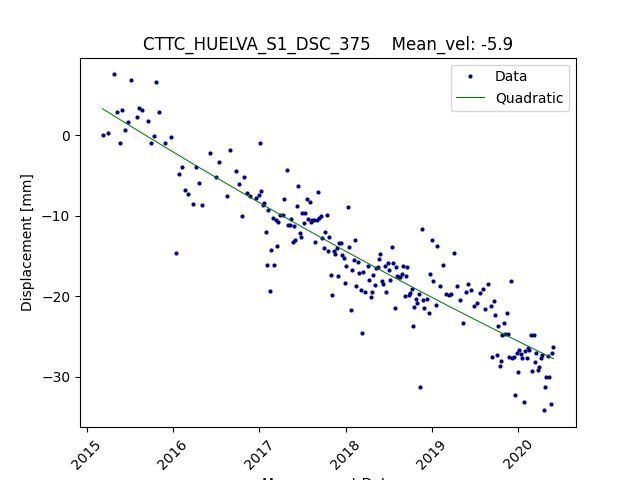 CTTC_HUELVA_S1_DSC_375 Mean_vel: -5.9
Data
Quadratic
Displacement [mm]
0
−10
−20
−30
2015
2016
2017
2018
2019
2020